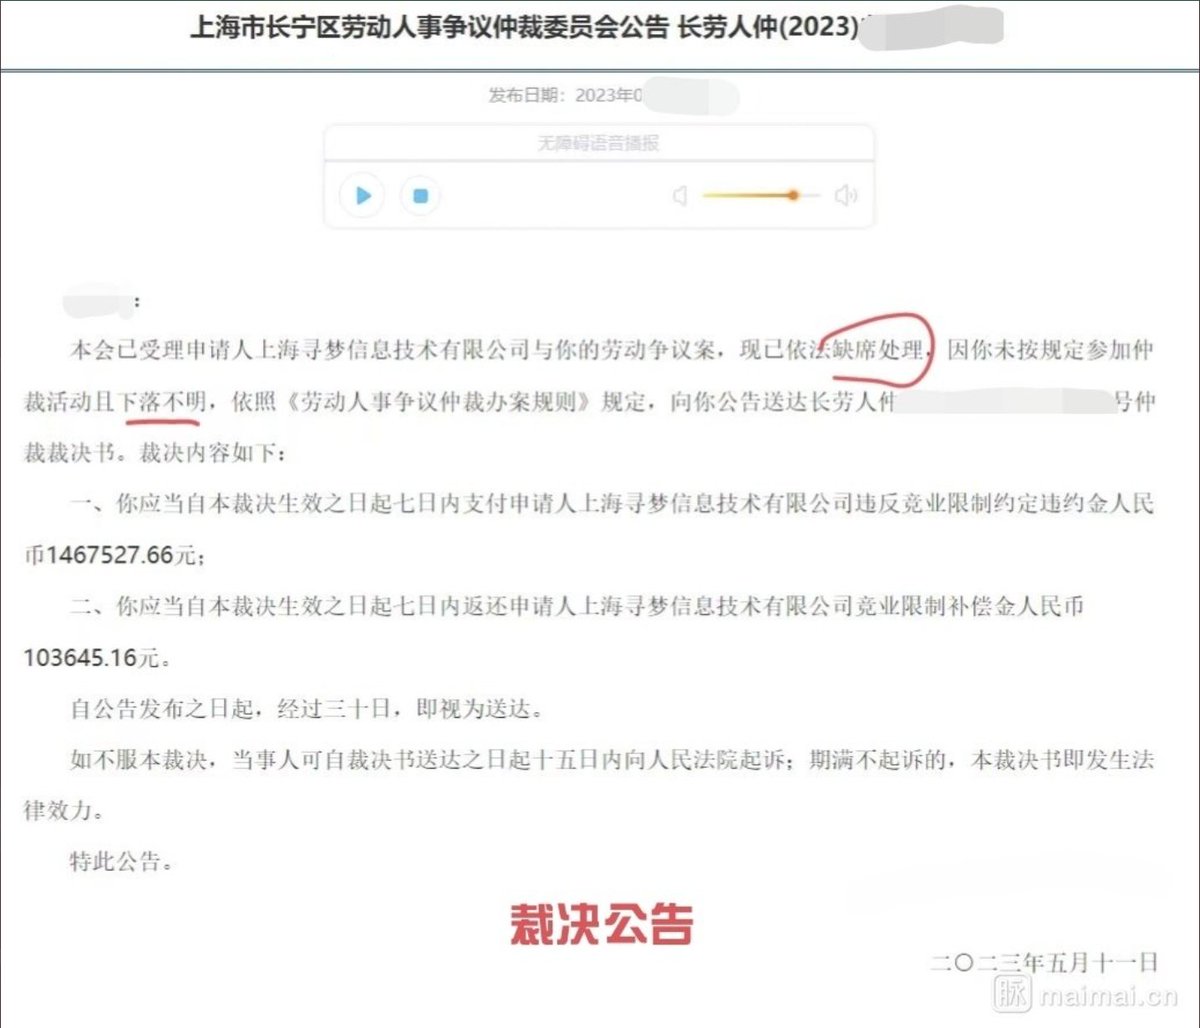 上海市长宁区劳动人事争议仲裁委员会公告 长劳人仲(2023)
发布日期：2023年0
无障碍语音播报
：
本会已受理申请人上海寻梦信息技术有限公司与你的劳动争议案，现已依法缺席处理，因你未按规定参加仲
裁活动且下落不明，依照《劳动人事争议仲裁办案规则》规定，向你公告送达长劳人仲 号仲
裁裁决书。裁决内容如下：
一、你应当自本裁决生效之日起七日内支付申请人上海寻梦信息技术有限公司违反竞业限制约定违约金人民
币1467527.66元；
二、你应当自本裁决生效之日起七日内返还申请人上海寻梦信息技术有限公司竞业限制补偿金人民币
103645.16元。
自公告发布之日起，经过三十日，即视为送达。
如不服本裁决，当事人可自裁决书送达之日起十五日内向人民法院起诉；期满不起诉的，本裁决书即发生法
律效力。
特此公告。
裁决公告
二〇二三年五月十一日
脉 maimai.cn